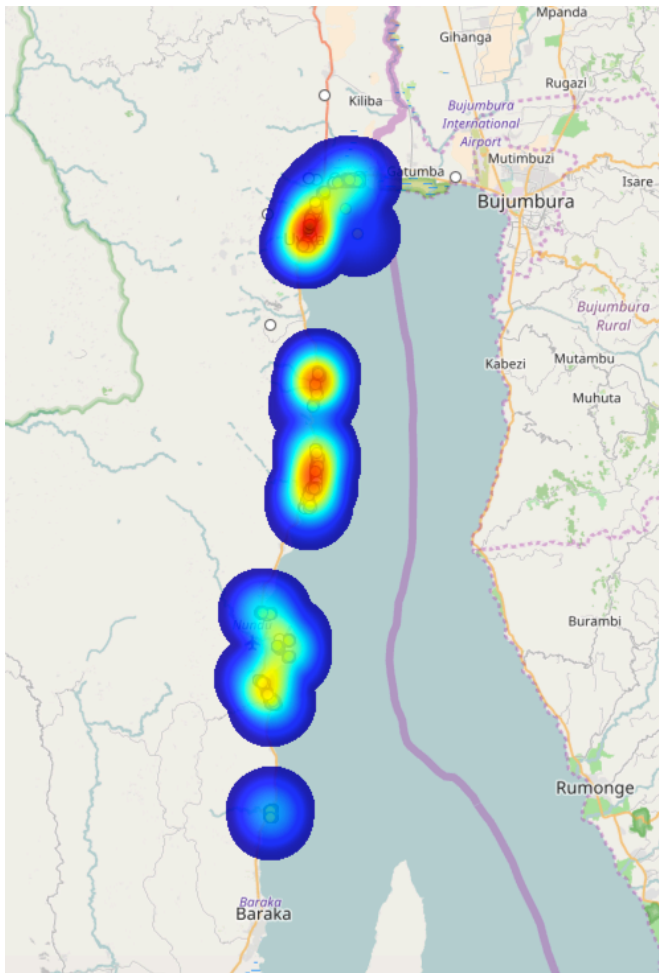 Mpanda
Gihanga
Rugazi
Kiliba
Bujumbura
International
Airport
Mutimbuzi
Gatumba
Isare
Bujumbura
Bujumbura
Rural
Kabezi
Mutambu
Muhuta
Nundu
Burambi
Rumonge
Baraka
Baraka